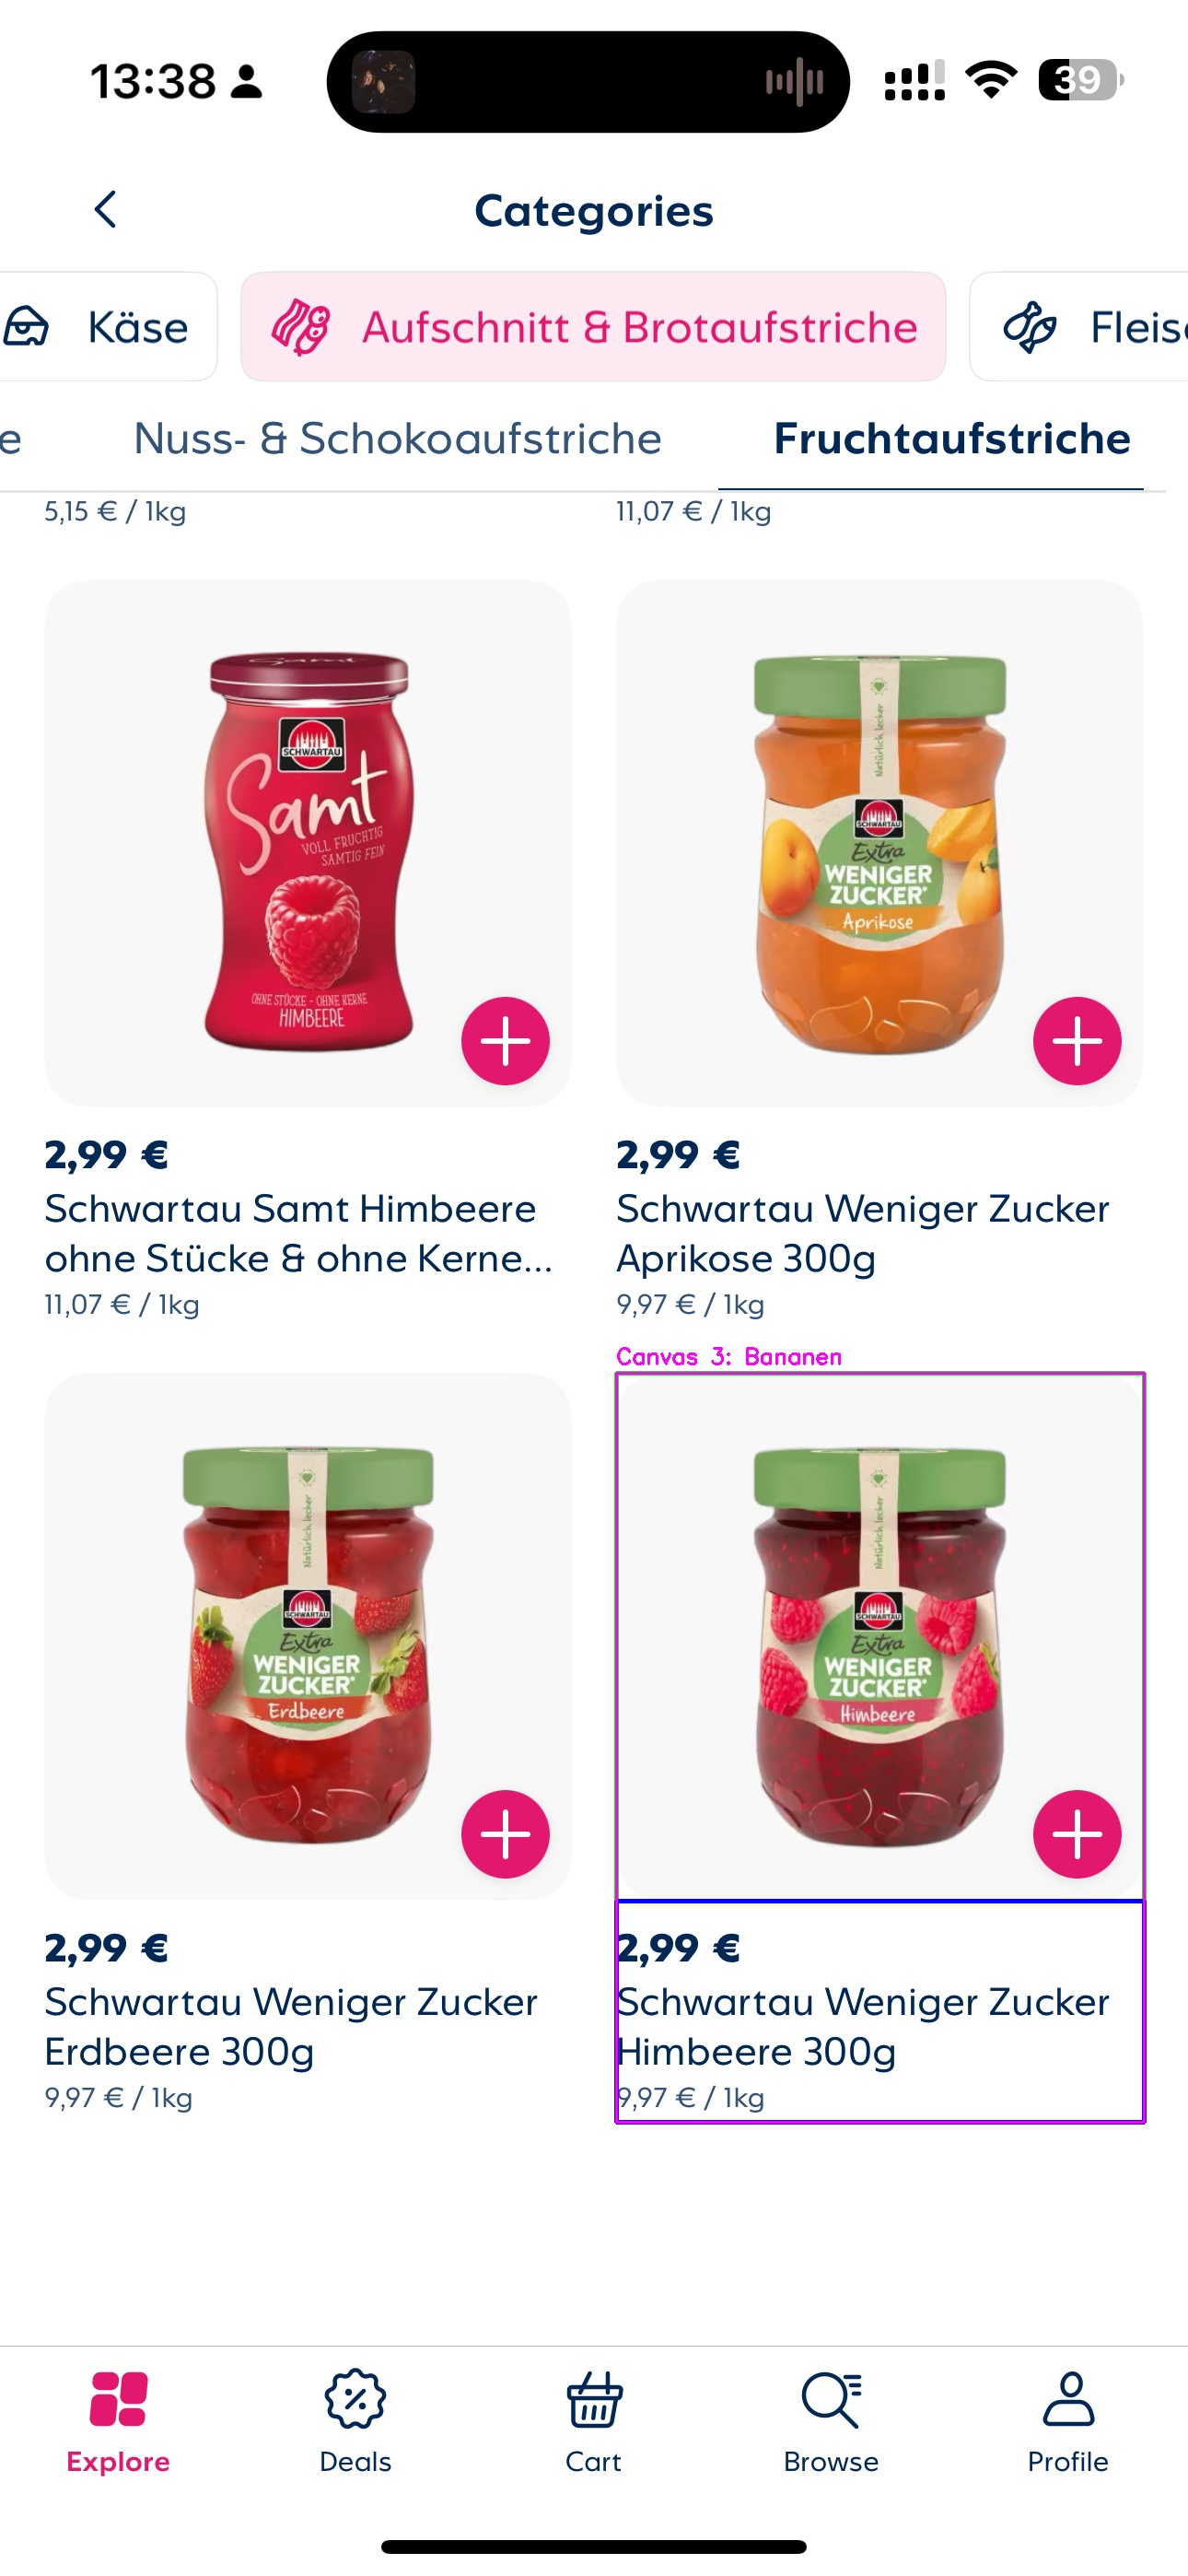 13:38
39
Categories
Käse
Aufschnitt & Brotaufstriche
Fleisc
e
Nuss- & Schokoaufstriche
Fruchtaufstriche
5,15 € / 1kg
11,07 € / 1kg
Samt
SCHWARTAU
Samt
VOLL FRUCHTIG
SAMTIG FEIN
OHNE STÜCKE - OHNE KERNE
HIMBEERE
Natürlich lecker
SCHWARTAU
Extra
WENIGER
ZUCKER*
Aprikose
2,99 €
Schwartau Samt Himbeere
ohne Stücke & ohne Kerne...
11,07 € / 1kg
2,99 €
Schwartau Weniger Zucker
Aprikose 300g
9,97 € / 1kg
Canvas 3: Bananen
Natürlich lecker
SCHWARTAU
Extra
WENIGER
ZUCKER*
Erdbeere
Natürlich lecker
SCHWARTAU
Extra
WENIGER
ZUCKER*
Himbeere
2,99 €
Schwartau Weniger Zucker
Erdbeere 300g
9,97 € / 1kg
2,99 €
Schwartau Weniger Zucker
Himbeere 300g
9,97 € / 1kg
Explore
Deals
Cart
Browse
Profile